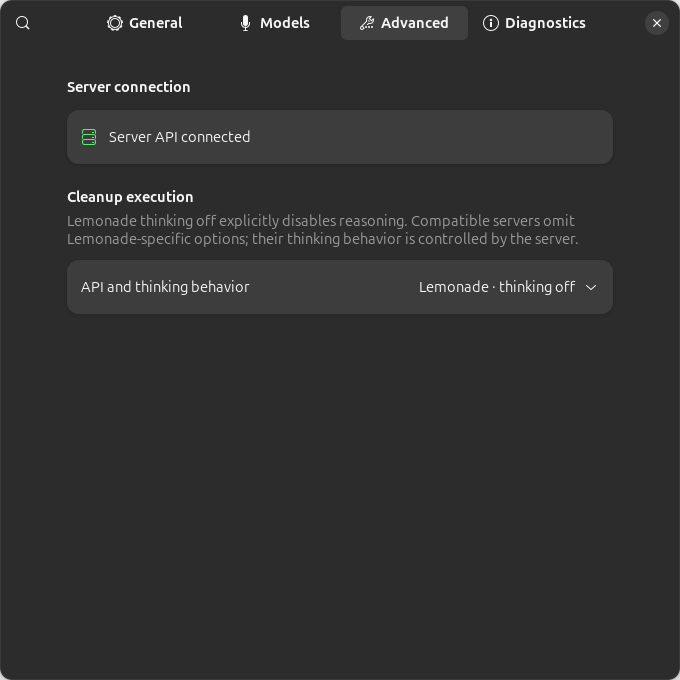 General
Models
Advanced
Diagnostics
Server connection
Server API connected
Cleanup execution
Lemonade thinking off explicitly disables reasoning. Compatible servers omit
Lemonade-specific options; their thinking behavior is controlled by the server.
API and thinking behavior
Lemonade · thinking off